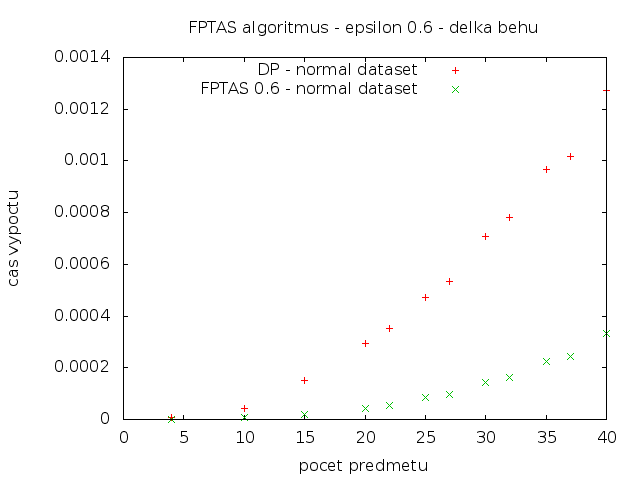 FPTAS algoritmus - epsilon 0.6 - delka behu
DP - normal dataset
FPTAS 0.6 - normal dataset
0.0014
0.0012
0.001
0.0008
0.0006
0.0004
0.0002
0
cas vypoctu
0 5 10 15 20 25 30 35 40
pocet predmetu